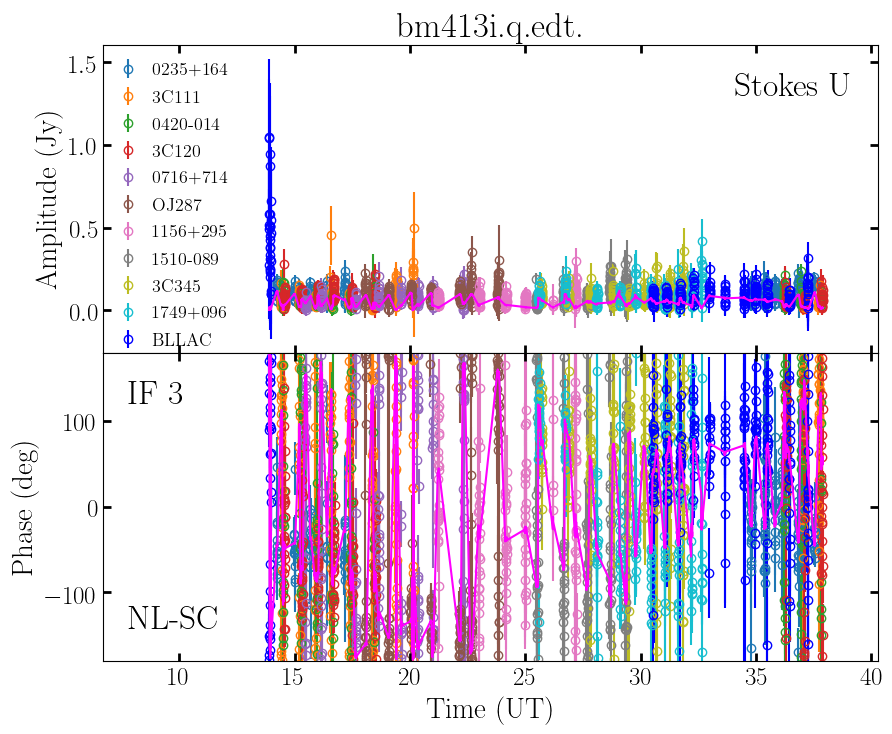 bm413i.q.edt.
Stokes U
Amplitude (Jy)
1.5
1.0
0.5
0.0
0235+164
3C111
0420-014
3C120
0716+714
OJ287
1156+295
1510-089
3C345
1749+096
BLLAC
IF 3
NL-SC
Phase (deg)
100
0
−100
10
15
20
25
30
35
40
Time (UT)